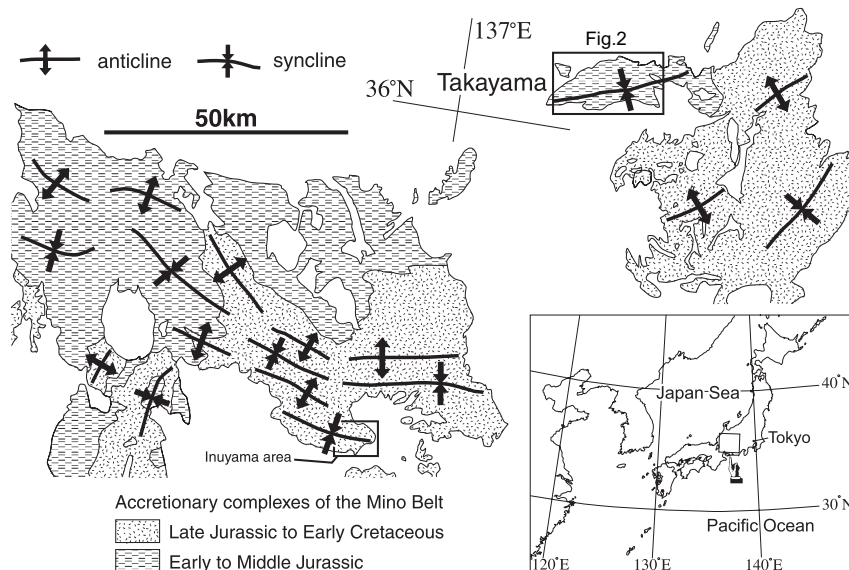 anticline
syncline
50km
137°E
36°N
Takayama
Fig.2
Inuyama area
Accretionary complexes of the Mino Belt
Late Jurassic to Early Cretaceous
Early to Middle Jurassic
Japan Sea
40°N
Tokyo
30°N
Pacific Ocean
120°E
130°E
140°E